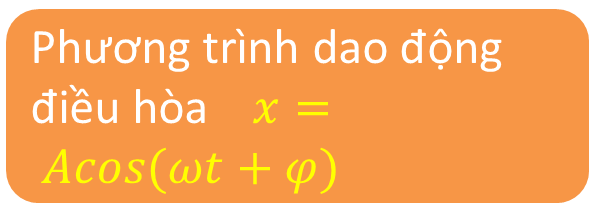 Phương trình dao động
điều hòa x =
Acos(ωt + φ)